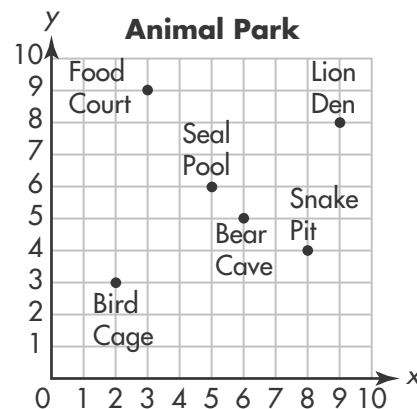 Animal Park
y
10
9
8
7
6
5
4
3
2
1
Food
Court
Lion
Den
Seal
Pool
Snake
Pit
Bear
Cave
Bird
Cage
0 1 2 3 4 5 6 7 8 9 10
x